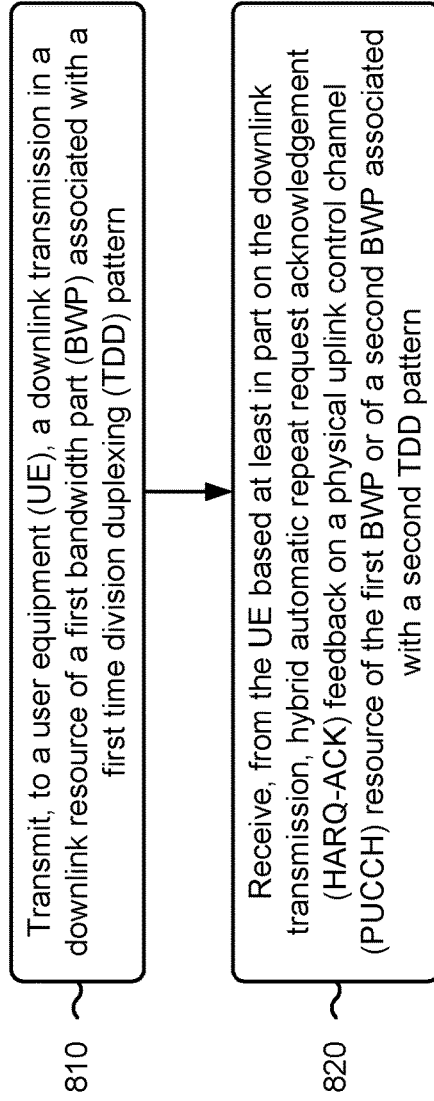 810
Transmit, to a user equipment (UE), a downlink transmission in a
downlink resource of a first bandwidth part (BWP) associated with a
first time division duplexing (TDD) pattern
820
Receive, from the UE based at least in part on the downlink
transmission, hybrid automatic repeat request acknowledgement
(HARQ-ACK) feedback on a physical uplink control channel
(PUCCH) resource of the first BWP or of a second BWP associated
with a second TDD pattern